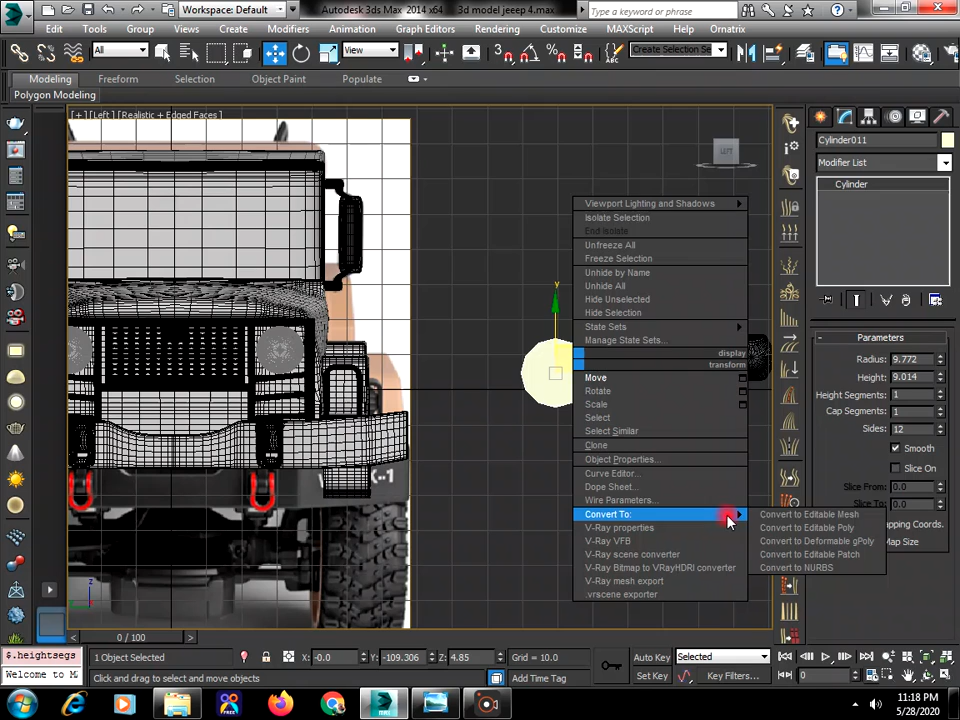 Workspace: Default
Autodesk 3ds Max 2014 x64
3d model jeeep 4.max
Type a keyword or phrase
Edit
Tools
Group
Views
Create
Modifiers
Animation
Graph Editors
Rendering
Customize
MAXScript
Help
Ornatrix
All
View
Create Selection Se
Modeling
Freeform
Selection
Object Paint
Populate
Polygon Modeling
[+] [Left] [Realistic + Edged Faces]
Cylinder011
Modifier List
Cylinder
Viewport Lighting and Shadows
Isolate Selection
End Isolate
Unfreeze All
Freeze Selection
Unhide by Name
Unhide All
Hide Unselected
Hide Selection
State Sets
Manage State Sets...
display
transform
Move
Rotate
Scale
Select
Select Similar
Clone
Object Properties...
Curve Editor...
Dope Sheet...
Wire Parameters...
Convert To:
V-Ray properties
V-Ray VFB
V-Ray scene converter
V-Ray Bitmap to VRayHDRI converter
V-Ray mesh export
.vrscene exporter
Convert to Editable Mesh
Convert to Editable Poly
Convert to Deformable gPoly
Convert to Editable Patch
Convert to NURBS
Parameters
Radius: 9.772
Height: 9.014
Height Segments: 1
Cap Segments: 1
Sides: 12
Smooth
Slice On
Slice From: 0.0
Slice To: 0.0
apping Coords.
Map Size
y
z
0 / 100
$.heightsegs
Welcome to M
1 Object Selected
X: -0.0
Y: -109.306
Z: 4.85
Grid = 10.0
Click and drag to select and move objects
Add Time Tag
Auto Key
Selected
Set Key
Key Filters...
0
11:18 PM
5/28/2020